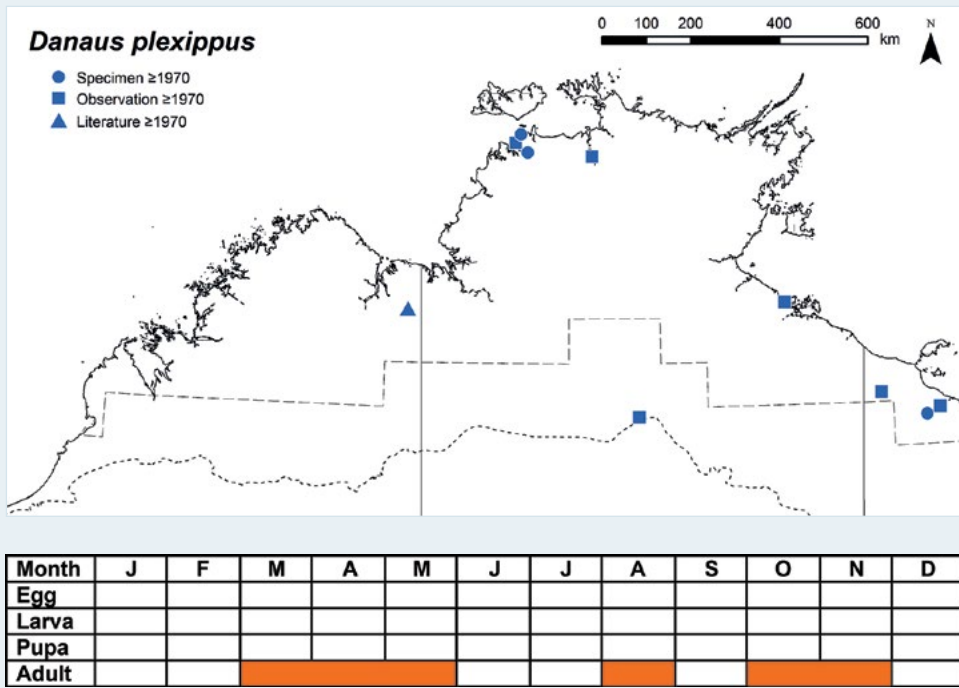 Danaus plexippus
Specimen ≥1970
Observation ≥1970
Literature ≥1970
0 100 200 400 600
km
N
Month J F M A M J J A S O N D
Egg
Larva
Pupa
Adult